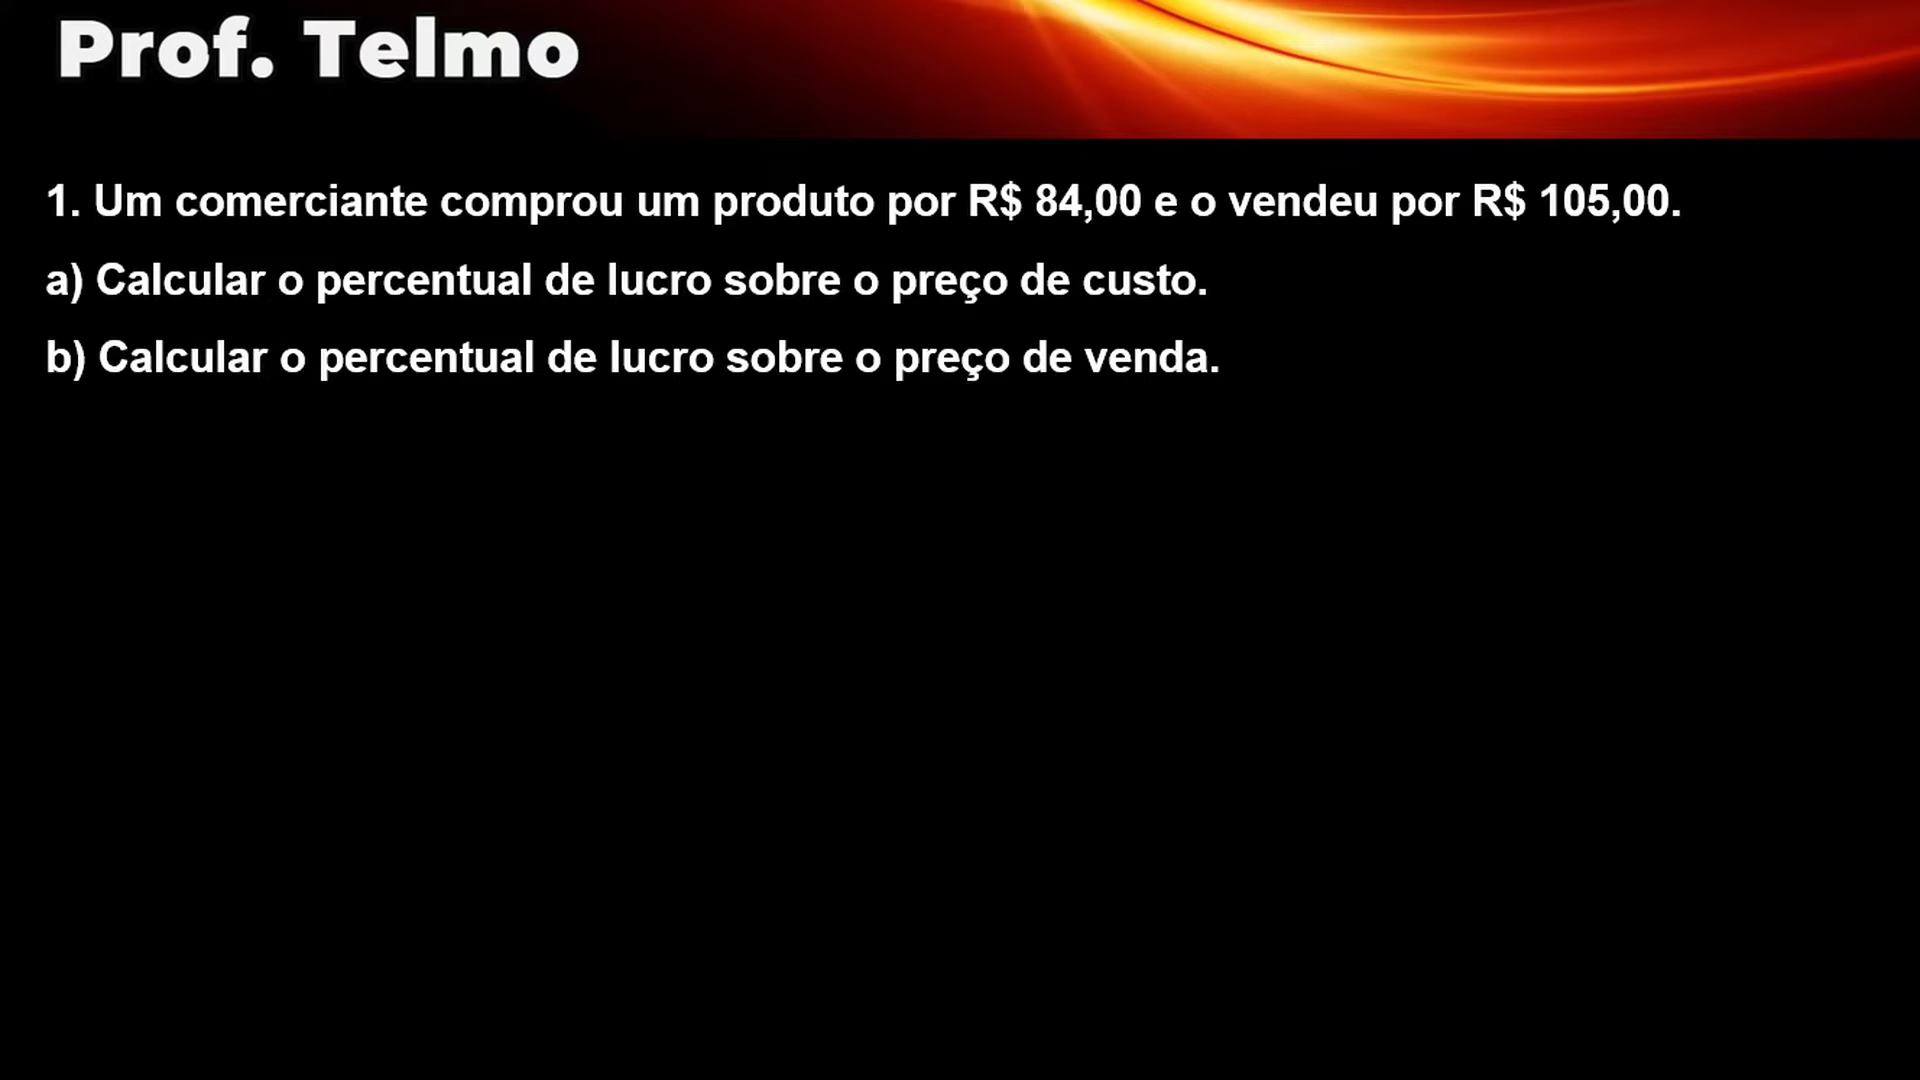 Prof. Telmo
1. Um comerciante comprou um produto por R$ 84,00 e o vendeu por R$ 105,00.
a) Calcular o percentual de lucro sobre o preço de custo.
b) Calcular o percentual de lucro sobre o preço de venda.